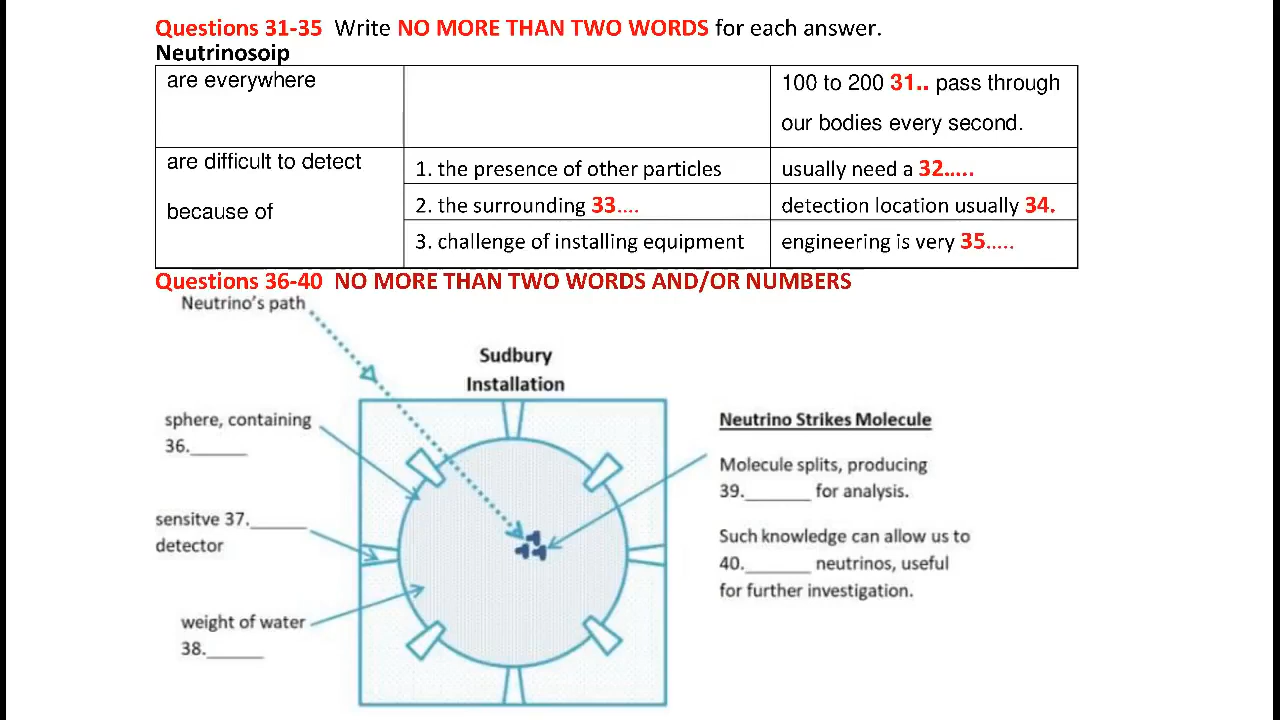 Questions 31-35 Write NO MORE THAN TWO WORDS for each answer.
Neutrinosoip
are everywhere
100 to 200 31.. pass through
our bodies every second.
are difficult to detect
because of
1. the presence of other particles
usually need a 32.....
2. the surrounding 33....
detection location usually 34.
3. challenge of installing equipment
engineering is very 35.....
Questions 36-40 NO MORE THAN TWO WORDS AND/OR NUMBERS
Neutrino's path
Sudbury
Installation
sphere, containing
36.______
sensitve 37.______
detector
weight of water
38.______
Neutrino Strikes Molecule
Molecule splits, producing
39._______ for analysis.
Such knowledge can allow us to
40._______ neutrinos, useful
for further investigation.